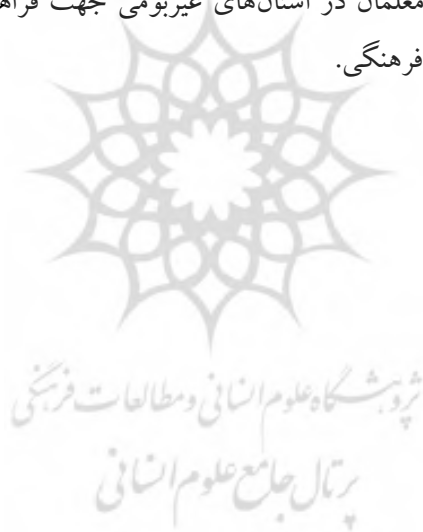 معلمان در استان‌های غیربومی جهت
فرهنگی.
پژوهشگاه علوم انسانی و مطالعات فرهنگی
پرتال جامع علوم انسانی